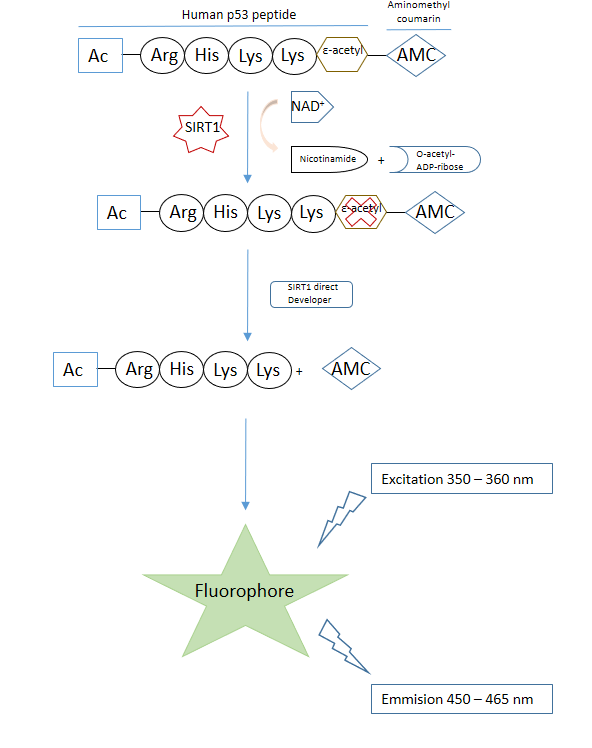 Human p53 peptide
Aminomethyl
coumarin
Ac
Arg
His
Lys
Lys
ε-acetyl
AMC
SIRT1
NAD+
Nicotinamide
+
O-acetyl-
ADP-ribose
Ac
Arg
His
Lys
Lys
ε-acetyl
AMC
SIRT1 direct
Developer
Ac
Arg
His
Lys
Lys
+
AMC
Excitation 350 – 360 nm
Fluorophore
Emmision 450 – 465 nm